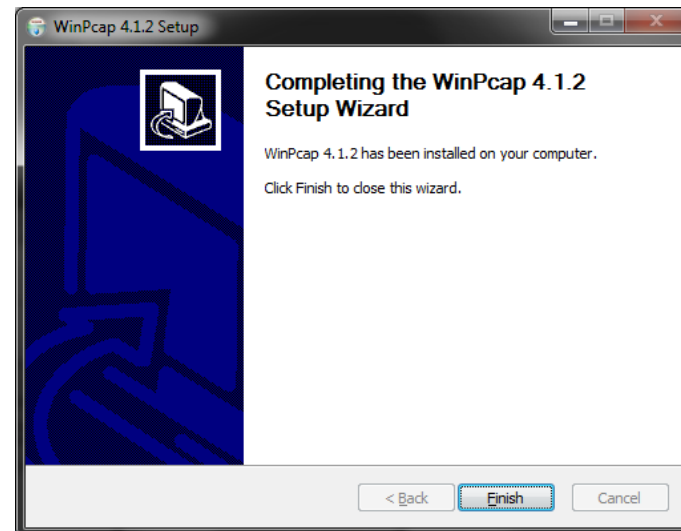 WinPcap 4.1.2 Setup
Completing the WinPcap 4.1.2
Setup Wizard
WinPcap 4.1.2 has been installed on your computer.
Click Finish to close this wizard.
< Back Finish Cancel